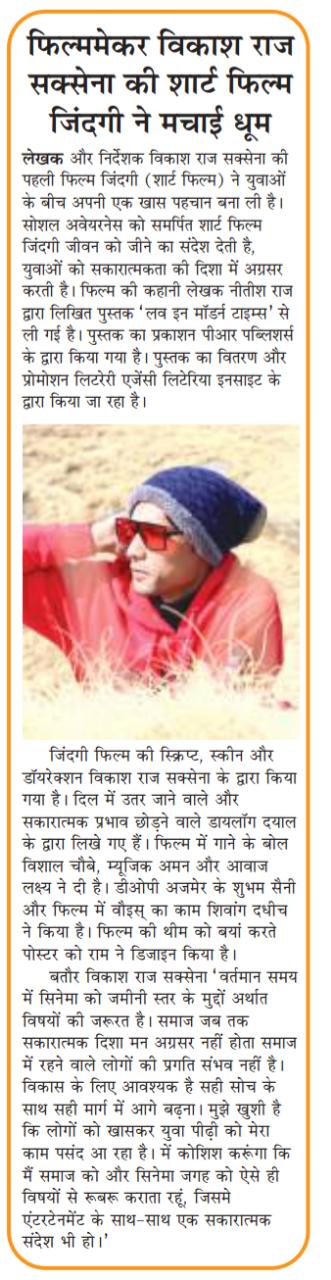 फिल्ममेकर विकाश राज
सक्सेना की शार्ट फिल्म
जिंदगी ने मचाई धूम
लेखक और निर्देशक विकाश राज सक्सेना की
पहली फिल्म जिंदगी (शार्ट फिल्म) ने युवाओं
के बीच अपनी एक खास पहचान बना ली है।
सोशल अवेयरनेस को समर्पित शार्ट फिल्म
जिंदगी जीवन को जीने का संदेश देती है,
युवाओं को सकारात्मकता की दिशा में अग्रसर
करती है। फिल्म की कहानी लेखक नीतीश राज
द्वारा लिखित पुस्तक ‘लव इन मॉडर्न टाइम्स’ से
ली गई है। पुस्तक का प्रकाशन पीआर पब्लिशर्स
के द्वारा किया गया है। पुस्तक का वितरण और
प्रोमोशन लिटरेरी एजेंसी लिटेरिया इनसाइट के
द्वारा किया जा रहा है।
जिंदगी फिल्म की स्क्रिप्ट, स्कीन और
डॉयरेक्शन विकाश राज सक्सेना के द्वारा किया
गया है। दिल में उतर जाने वाले और
सकारात्मक प्रभाव छोड़ने वाले डायलॉग दयाल
के द्वारा लिखे गए हैं। फिल्म में गाने के बोल
विशाल चौबे, म्यूजिक अमन और आवाज
लक्ष्य ने दी है। डीओपी अजमेर के शुभम सैनी
और फिल्म में वौइस् का काम शिवांग दधीच
ने किया है। फिल्म की थीम को बयां करते
पोस्टर को राम ने डिजाइन किया है।
बतौर विकाश राज सक्सेना ‘वर्तमान समय
में सिनेमा को जमीनी स्तर के मुद्दों अर्थात
विषयों की जरूरत है। समाज जब तक
सकारात्मक दिशा मन अग्रसर नहीं होता समाज
में रहने वाले लोगों की प्रगति संभव नहीं है।
विकास के लिए आवश्यक है सही सोच के
साथ सही मार्ग में आगे बढ़ना। मुझे खुशी है
कि लोगों को खासकर युवा पीढ़ी को मेरा
काम पसंद आ रहा है। में कोशिश करूंगा कि
मैं समाज को और सिनेमा जगह को ऐसे ही
विषयों से रूबरू कराता रहूं, जिसमे
एंटरटेनमेंट के साथ-साथ एक सकारात्मक
संदेश भी हो।’